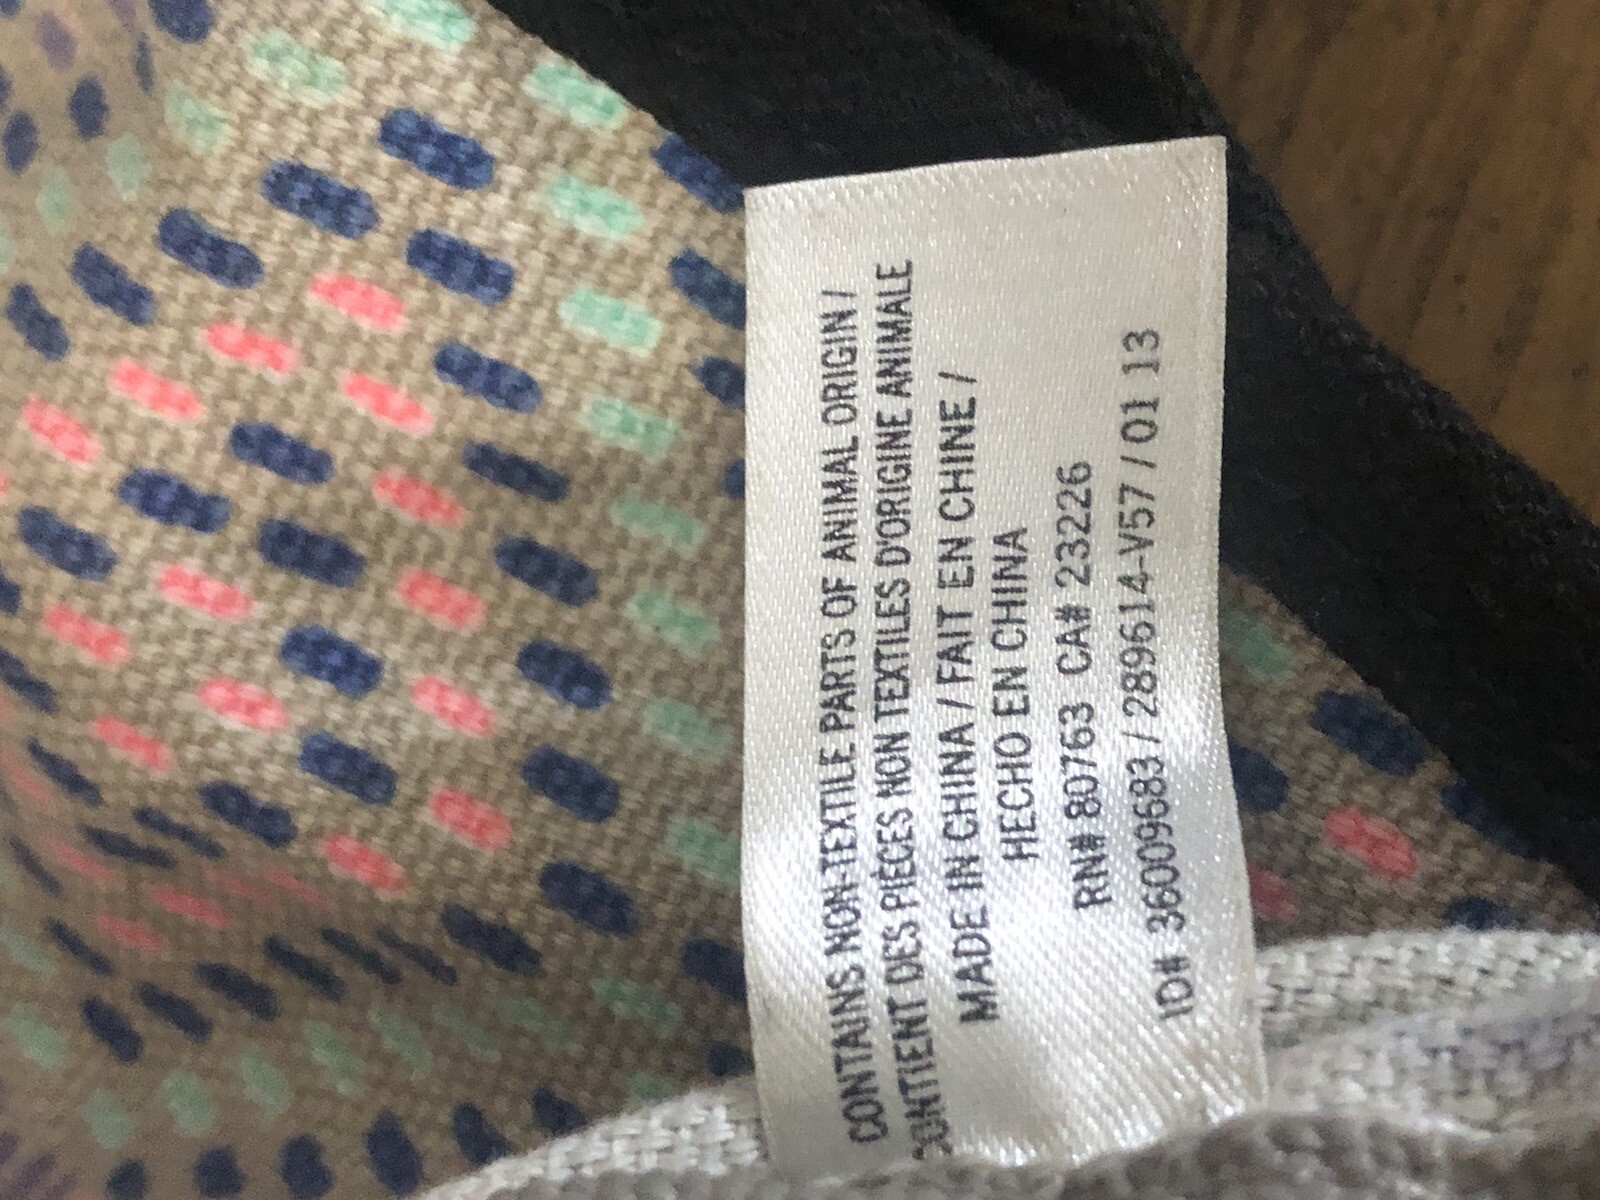 CONTAINS NON-TEXTILE PARTS OF ANIMAL ORIGIN /
CONTIENT DES PIÈCES NON TEXTILES D'ORIGINE ANIMALE
MADE IN CHINA / FAIT EN CHINE /
HECHO EN CHINA
RN# 80763 CA# 23226
ID# 36009683 / 2896614-V57 / 01 13